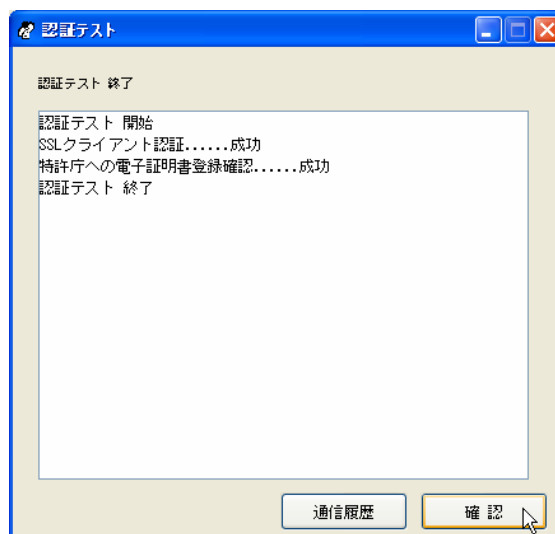 認証テスト
認証テスト 終了
認証テスト 開始
SSLクライアント認証......成功
特許庁への電子証明書登録確認......成功
認証テスト 終了
通信履歴
確 認